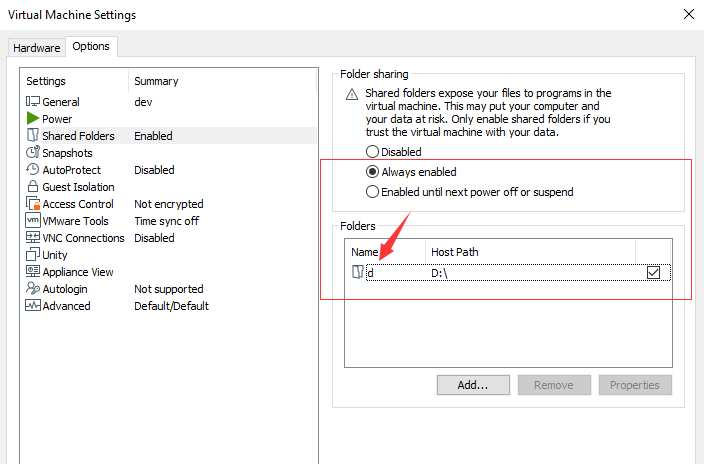 Virtual Machine Settings
Hardware
Options
Settings Summary
General dev
Power
Shared Folders Enabled
Snapshots
AutoProtect Disabled
Guest Isolation
Access Control Not encrypted
vm VMware Tools Time sync off
VNC Connections Disabled
Unity
Appliance View
Autologin Not supported
Advanced Default/Default
Folder sharing
Shared folders expose your files to programs in the
virtual machine. This may put your computer and
your data at risk. Only enable shared folders if you
trust the virtual machine with your data.
Disabled
Always enabled
Enabled until next power off or suspend
Folders
Name Host Path
d D:\
Add... Remove Properties